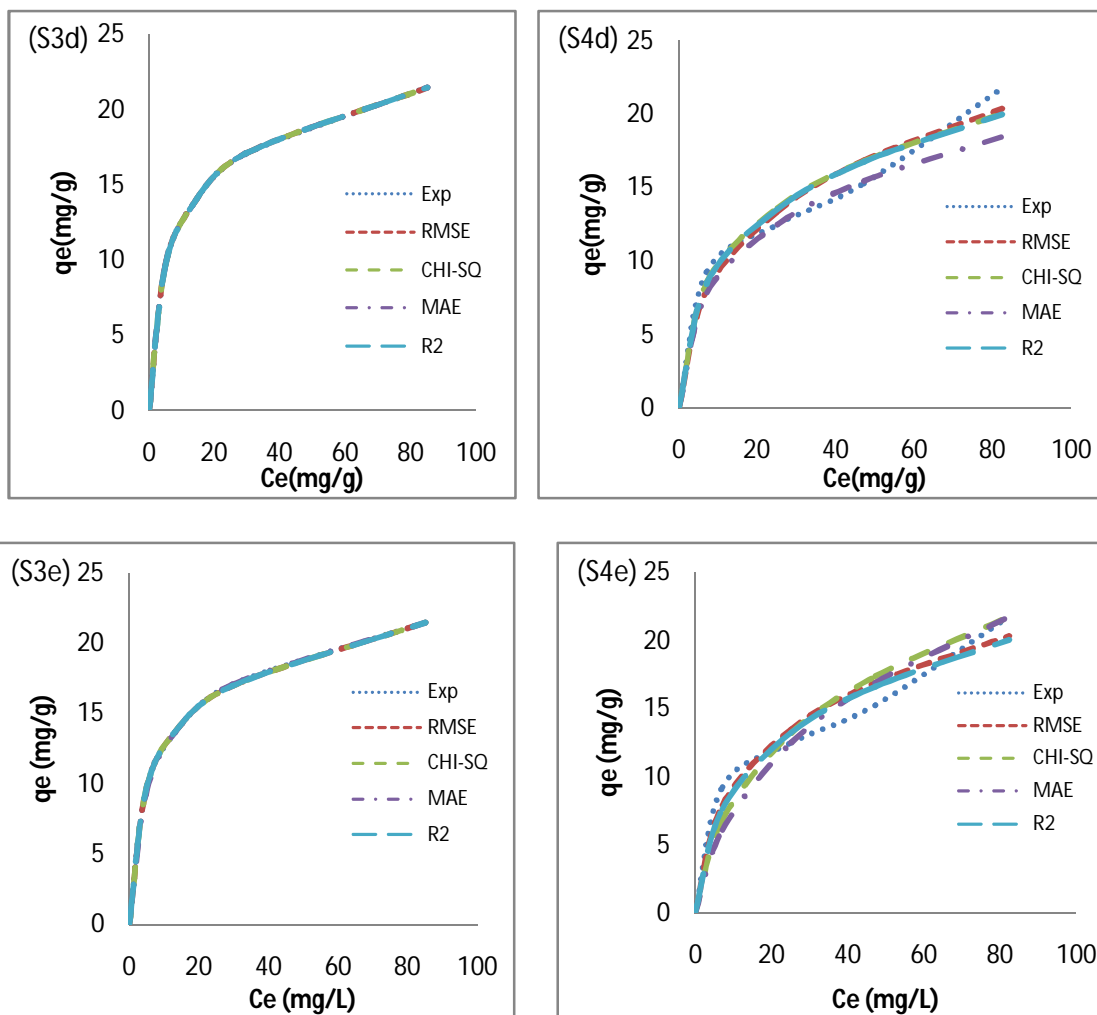 (S3d)
25
20
15
10
5
0
qe(mg/g)
Exp
RMSE
CHI-SQ
MAE
R2
0 20 40 60 80 100
Ce(mg/g)
(S4d)
25
20
15
10
5
0
qe(mg/g)
Exp
RMSE
CHI-SQ
MAE
R2
0 20 40 60 80 100
Ce(mg/g)
(S3e)
25
20
15
10
5
0
qe (mg/g)
Exp
RMSE
CHI-SQ
MAE
R2
0 20 40 60 80 100
Ce (mg/L)
(S4e)
25
20
15
10
5
0
qe (mg/g)
Exp
RMSE
CHI-SQ
MAE
R2
0 20 40 60 80 100
Ce (mg/L)